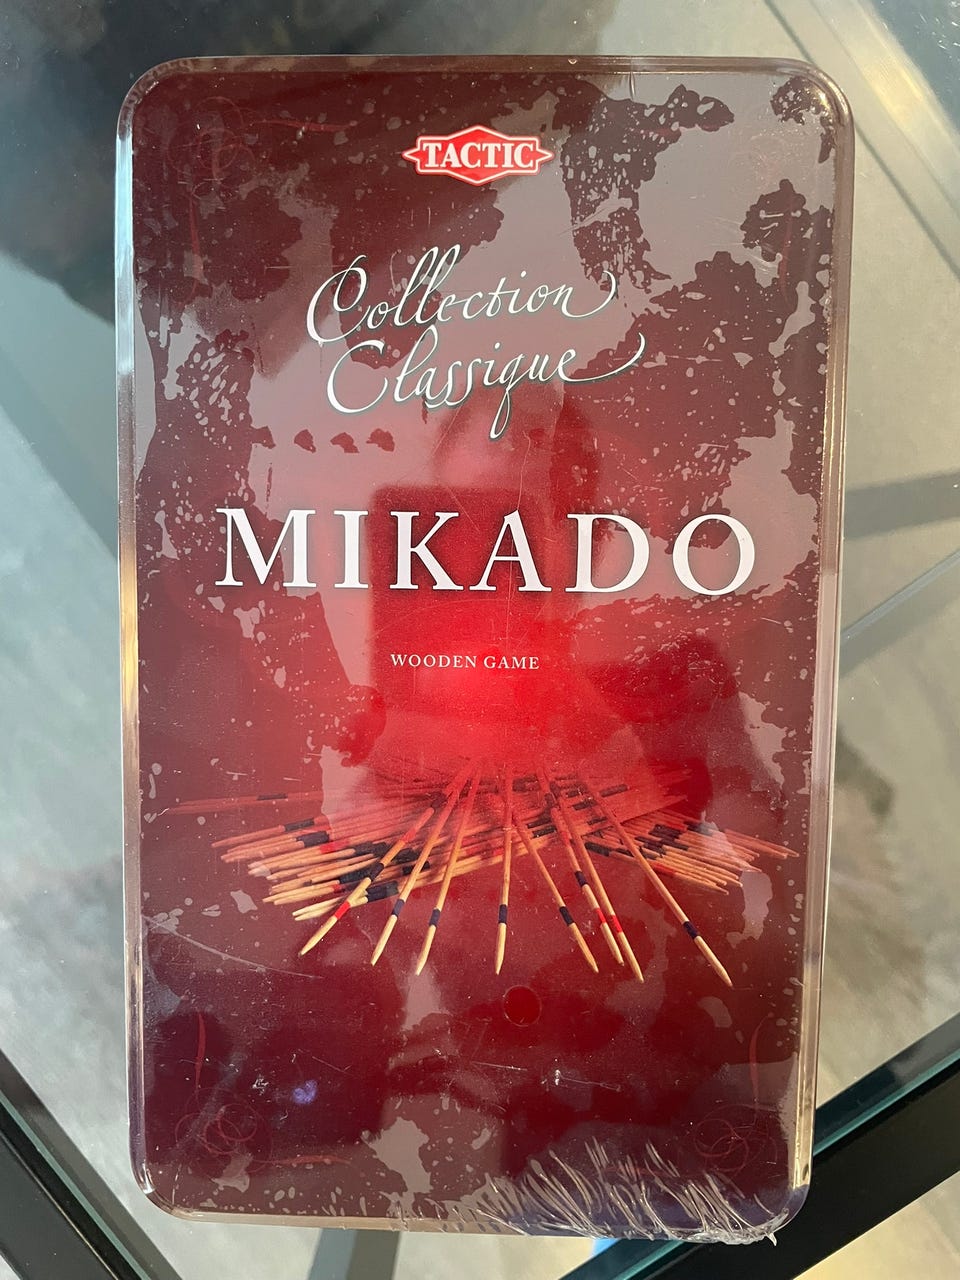 TACTIC
Collection
Classique
MIKADO
WOODEN GAME